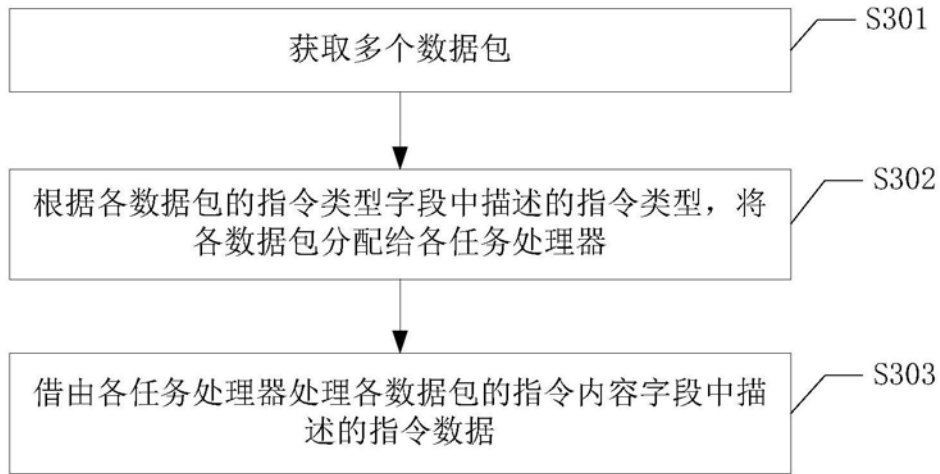 获取多个数据包
S301
根据各数据包的指令类型字段中描述的指令类型，将
各数据包分配给各任务处理器
S302
借由各任务处理器处理各数据包的指令内容字段中描
述的指令数据
S303